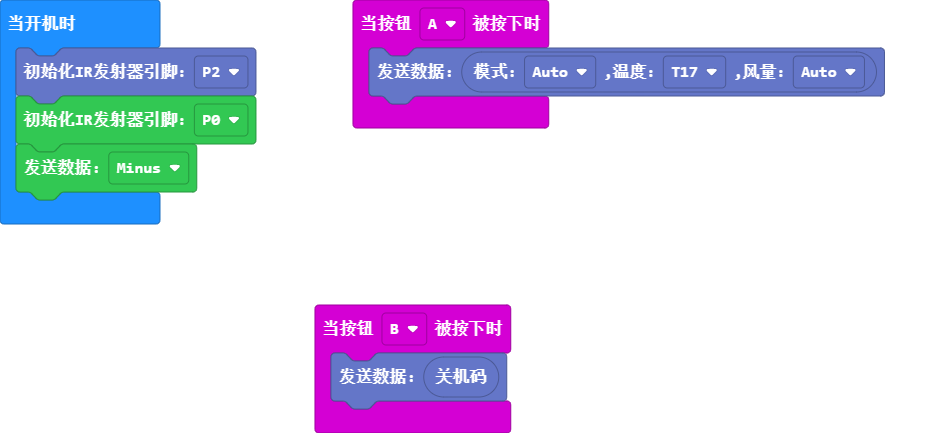 当开机时
初始化IR发射器引脚： P2
初始化IR发射器引脚： P0
发送数据： Minus
当按钮 A 被按下时
发送数据： 模式： Auto ,温度： T17 ,风量： Auto
当按钮 B 被按下时
发送数据： 关机码